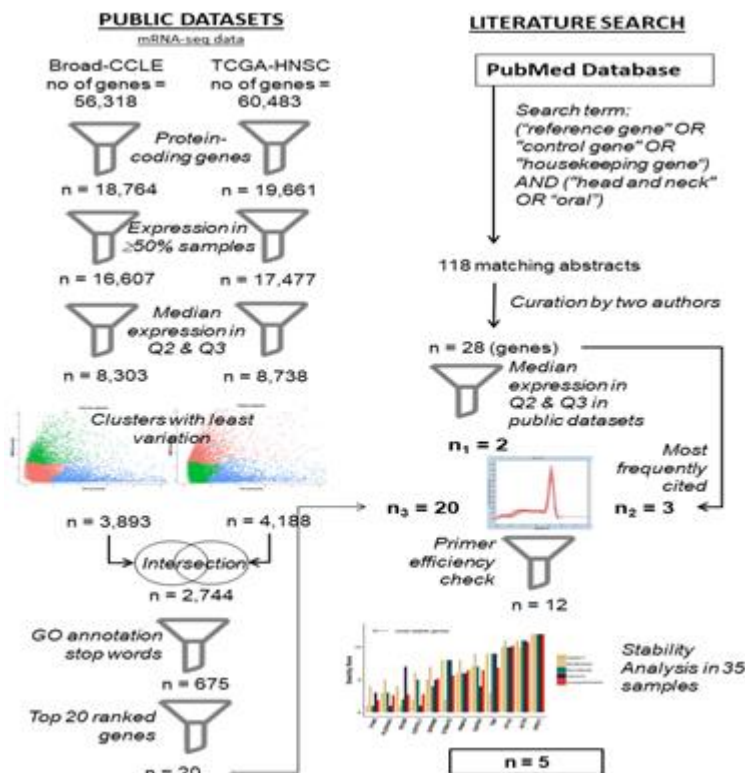 PUBLIC DATASETS
mRNA-seq data
Broad-CCLE
no of genes =
56,318
TCGA-HNSC
no of genes =
60,483
Protein-
coding genes
n = 18,764
n = 19,661
Expression in
≥50% samples
n = 16,607
n = 17,477
Median
expression in
Q2 & Q3
n = 8,303
n = 8,738
Clusters with least
variation
n = 3,893
n = 4,188
Intersection
n = 2,744
GO annotation
stop words
n = 675
Top 20 ranked
genes
n = 20
LITERATURE SEARCH
PubMed Database
Search term:
("reference gene" OR
"control gene" OR
"housekeeping gene")
AND ("head and neck"
OR "oral")
118 matching abstracts
Curation by two authors
n = 28 (genes)
Median
expression in
Q2 & Q3 in
public datasets
n₁ = 2
Most
frequently
cited
n₃ = 20
n₂ = 3
Primer
efficiency
check
n = 12
Stability
Analysis in 35
samples
n = 5